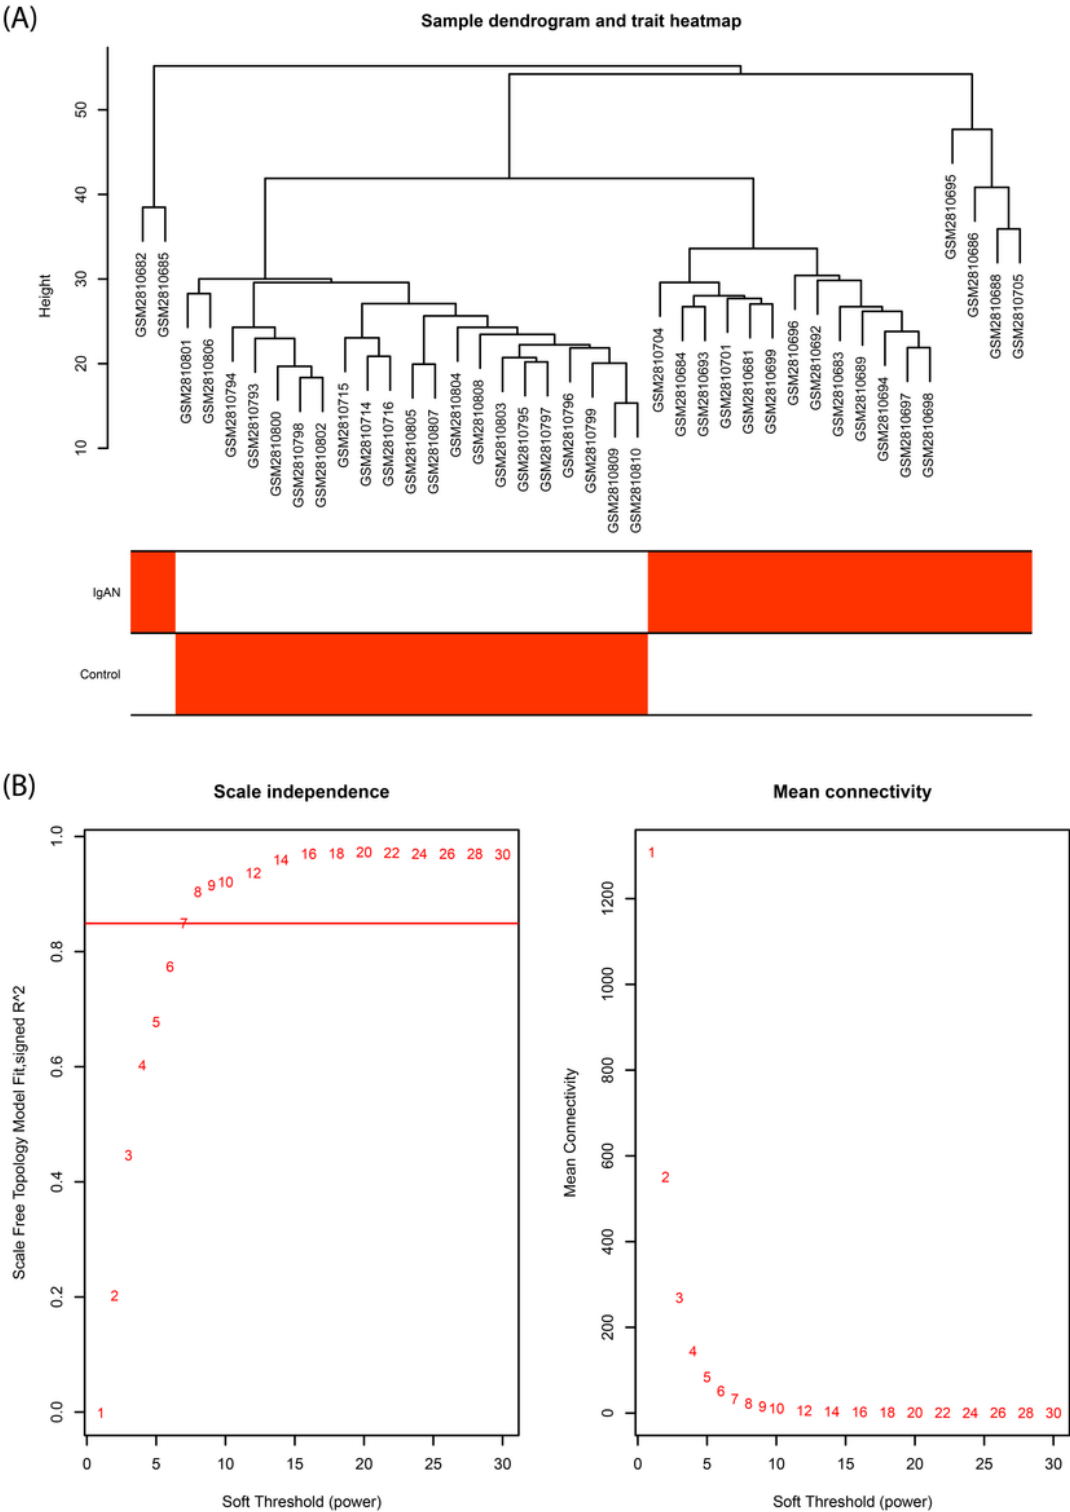 (A)
Sample dendrogram and trait heatmap
Height
50
40
30
20
10
GSM2810682
GSM2810685
GSM2810801
GSM2810806
GSM2810794
GSM2810793
GSM2810800
GSM2810798
GSM2810802
GSM2810715
GSM2810714
GSM2810716
GSM2810805
GSM2810807
GSM2810804
GSM2810808
GSM2810803
GSM2810795
GSM2810797
GSM2810796
GSM2810799
GSM2810809
GSM2810810
GSM2810704
GSM2810684
GSM2810693
GSM2810701
GSM2810681
GSM2810699
GSM2810696
GSM2810692
GSM2810683
GSM2810689
GSM2810694
GSM2810697
GSM2810698
GSM2810695
GSM2810686
GSM2810688
GSM2810705
IgAN
Control
(B)
Scale independence
Scale Free Topology Model Fit,signed R^2
1.0
0.8
0.6
0.4
0.2
0.0
1
2
3
4
5
6
7
8
9
10
12
14
16
18
20
22
24
26
28
30
0 5 10 15 20 25 30
Soft Threshold (power)
Mean connectivity
Mean Connectivity
1200
1000
800
600
400
200
0
1
2
3
4
5
6
7
8
9
10
12
14
16
18
20
22
24
26
28
30
0 5 10 15 20 25 30
Soft Threshold (power)